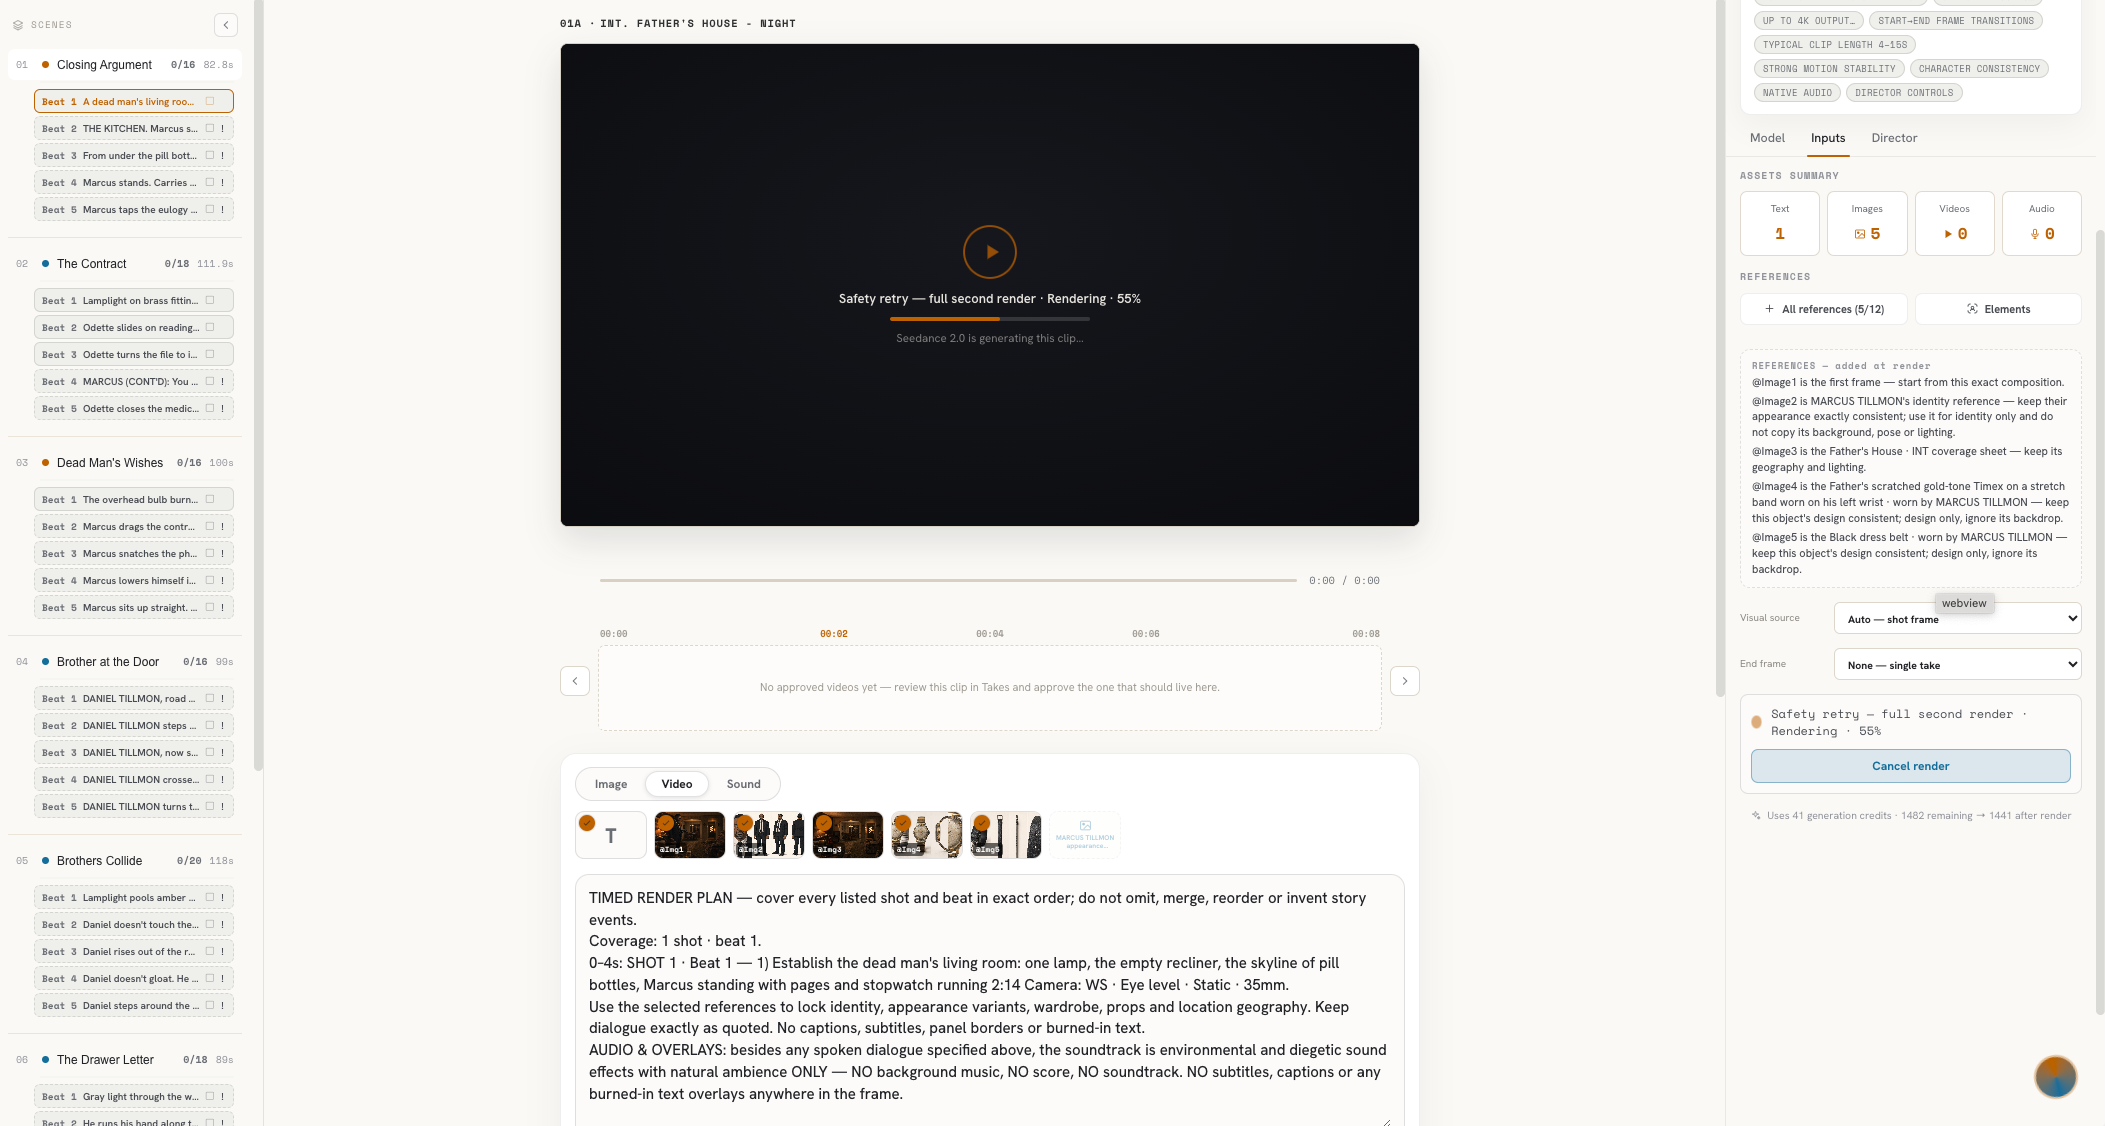 SCENES
01 Closing Argument 0/16 82.8s
Beat 1 A dead man's living roo...
Beat 2 THE KITCHEN. Marcus s... !
Beat 3 From under the pill bott... !
Beat 4 Marcus stands. Carries ... !
Beat 5 Marcus taps the eulogy ... !
02 The Contract 0/18 111.9s
Beat 1 Lamplight on brass fittin...
Beat 2 Odette slides on reading...
Beat 3 Odette turns the file to i...
Beat 4 MARCUS (CONT'D): You ... !
Beat 5 Odette closes the medic... !
03 Dead Man's Wishes 0/16 100s
Beat 1 The overhead bulb burn...
Beat 2 Marcus drags the contr... !
Beat 3 Marcus snatches the ph... !
Beat 4 Marcus lowers himself i... !
Beat 5 Marcus sits up straight. ... !
04 Brother at the Door 0/16 99s
Beat 1 DANIEL TILLMON, road ... !
Beat 2 DANIEL TILLMON steps ... !
Beat 3 DANIEL TILLMON, now s... !
Beat 4 DANIEL TILLMON crosse... !
Beat 5 DANIEL TILLMON turns t... !
05 Brothers Collide 0/20 118s
Beat 1 Lamplight pools amber ... !
Beat 2 Daniel doesn't touch the... !
Beat 3 Daniel rises out of the r... !
Beat 4 Daniel doesn't gloat. He ... !
Beat 5 Daniel steps around the ... !
06 The Drawer Letter 0/18 89s
Beat 1 Gray light through the w... !
Beat 2 He runs his hand along t... !
01A · INT. FATHER'S HOUSE - NIGHT
Safety retry — full second render · Rendering · 55%
Seedance 2.0 is generating this clip...
0:00 / 0:00
00:00 00:02 00:04 00:06 00:08
No approved videos yet — review this clip in Takes and approve the one that should live here.
Image Video Sound
T @Img1 @Img2 @Img3 @Img4 @Img5 MARCUS TILLMON
appearance...
TIMED RENDER PLAN — cover every listed shot and beat in exact order; do not omit, merge, reorder or invent story
events.
Coverage: 1 shot · beat 1.
0–4s: SHOT 1 · Beat 1 — 1) Establish the dead man's living room: one lamp, the empty recliner, the skyline of pill
bottles, Marcus standing with pages and stopwatch running 2:14 Camera: WS · Eye level · Static · 35mm.
Use the selected references to lock identity, appearance variants, wardrobe, props and location geography. Keep
dialogue exactly as quoted. No captions, subtitles, panel borders or burned-in text.
AUDIO & OVERLAYS: besides any spoken dialogue specified above, the soundtrack is environmental and diegetic sound
effects with natural ambience ONLY — NO background music, NO score, NO soundtrack. NO subtitles, captions or any
burned-in text overlays anywhere in the frame.
UP TO 4K OUTPUT… START→END FRAME TRANSITIONS
TYPICAL CLIP LENGTH 4–15S
STRONG MOTION STABILITY CHARACTER CONSISTENCY
NATIVE AUDIO DIRECTOR CONTROLS
Model Inputs Director
ASSETS SUMMARY
Text Images Videos Audio
1 5 0 0
REFERENCES
+ All references (5/12) Elements
REFERENCES — added at render
@Image1 is the first frame — start from this exact composition.
@Image2 is MARCUS TILLMON's identity reference — keep their
appearance exactly consistent; use it for identity only and do
not copy its background, pose or lighting.
@Image3 is the Father's House · INT coverage sheet — keep its
geography and lighting.
@Image4 is the Father's scratched gold-tone Timex on a stretch
band worn on his left wrist · worn by MARCUS TILLMON — keep
this object's design consistent; design only, ignore its backdrop.
@Image5 is the Black dress belt · worn by MARCUS TILLMON —
keep this object's design consistent; design only, ignore its
backdrop.
webview
Visual source Auto — shot frame
End frame None — single take
Safety retry — full second render ·
Rendering · 55%
Cancel render
Uses 41 generation credits · 1482 remaining → 1441 after render